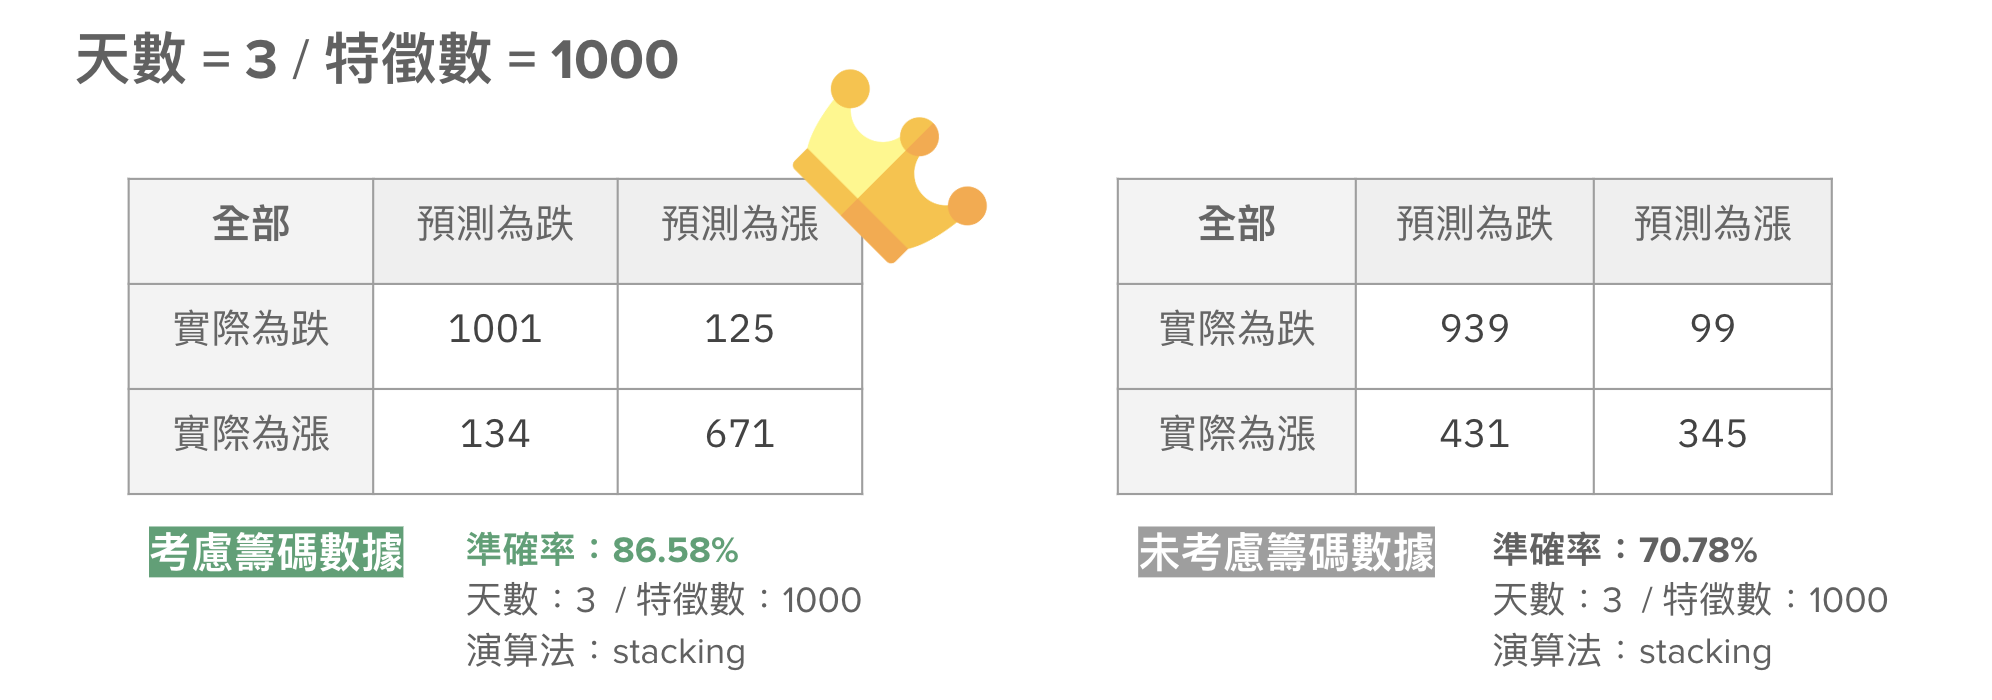 天數 = 3 / 特徵數 = 1000
全部 預測為跌 預測為漲
實際為跌 1001 125
實際為漲 134 671
考慮籌碼數據
準確率：86.58%
天數：3 / 特徵數：1000
演算法：stacking
全部 預測為跌 預測為漲
實際為跌 939 99
實際為漲 431 345
未考慮籌碼數據
準確率：70.78%
天數：3 / 特徵數：1000
演算法：stacking